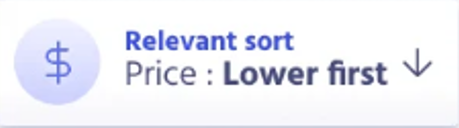 $
Relevant sort
Price : Lower first ↓